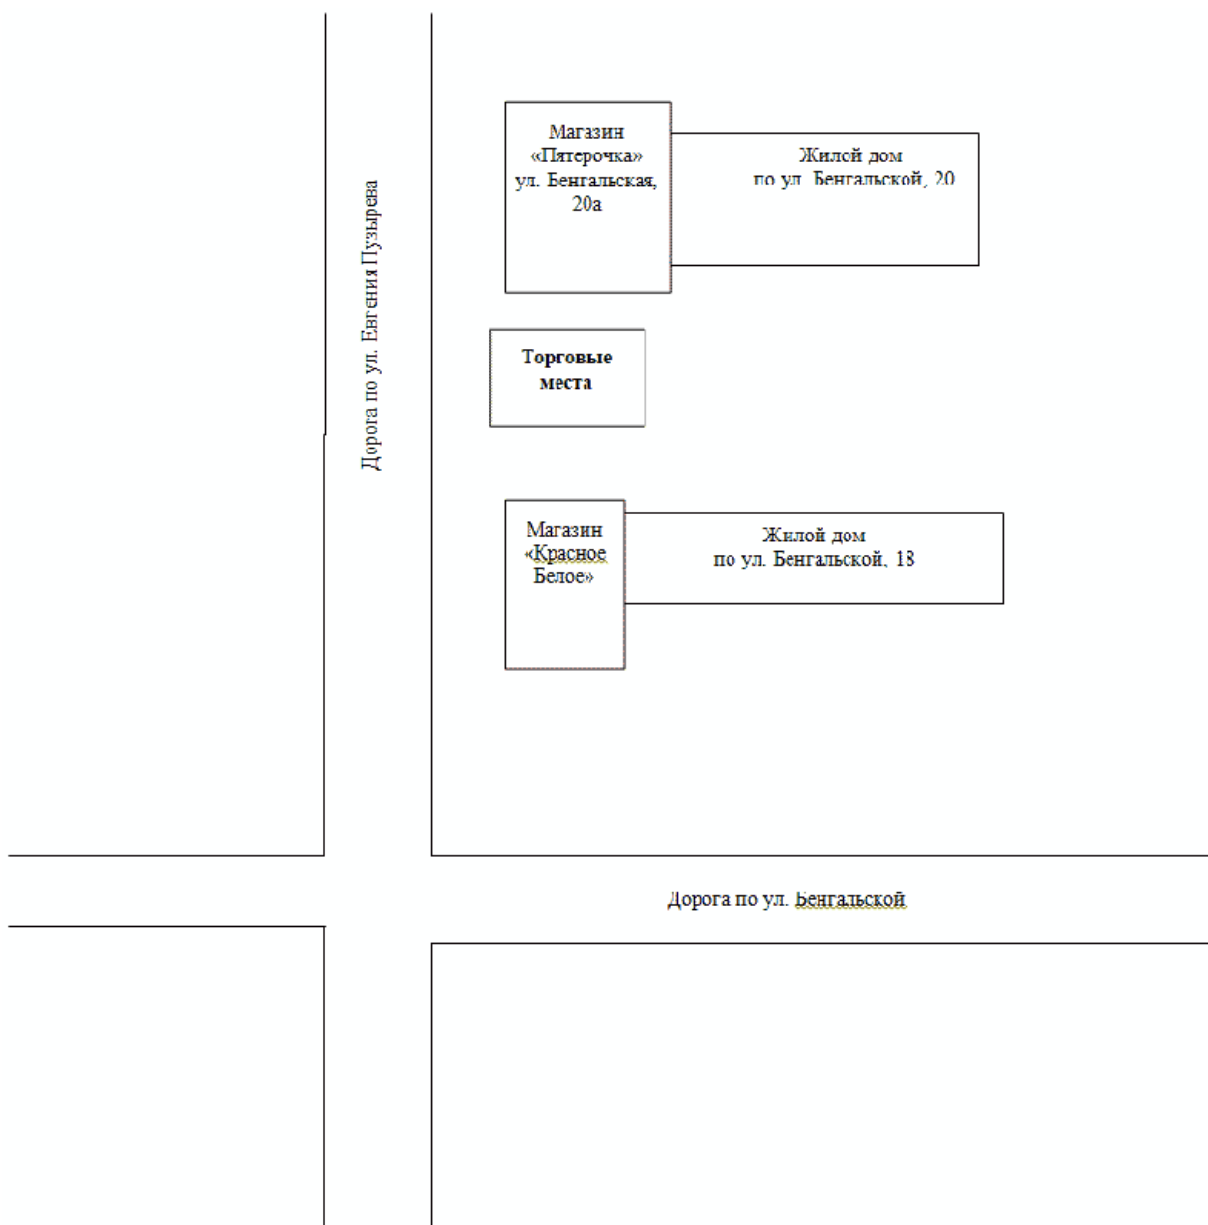 Магазин
«Пятерочка»
ул. Бенгальская,
20а
Жилой дом
по ул. Бенгальской, 20
Дорога по ул. Евгения Пузырева
Торговые
места
Магазин
«Красное
Белое»
Жилой дом
по ул. Бенгальской, 18
Дорога по ул. Бенгальской